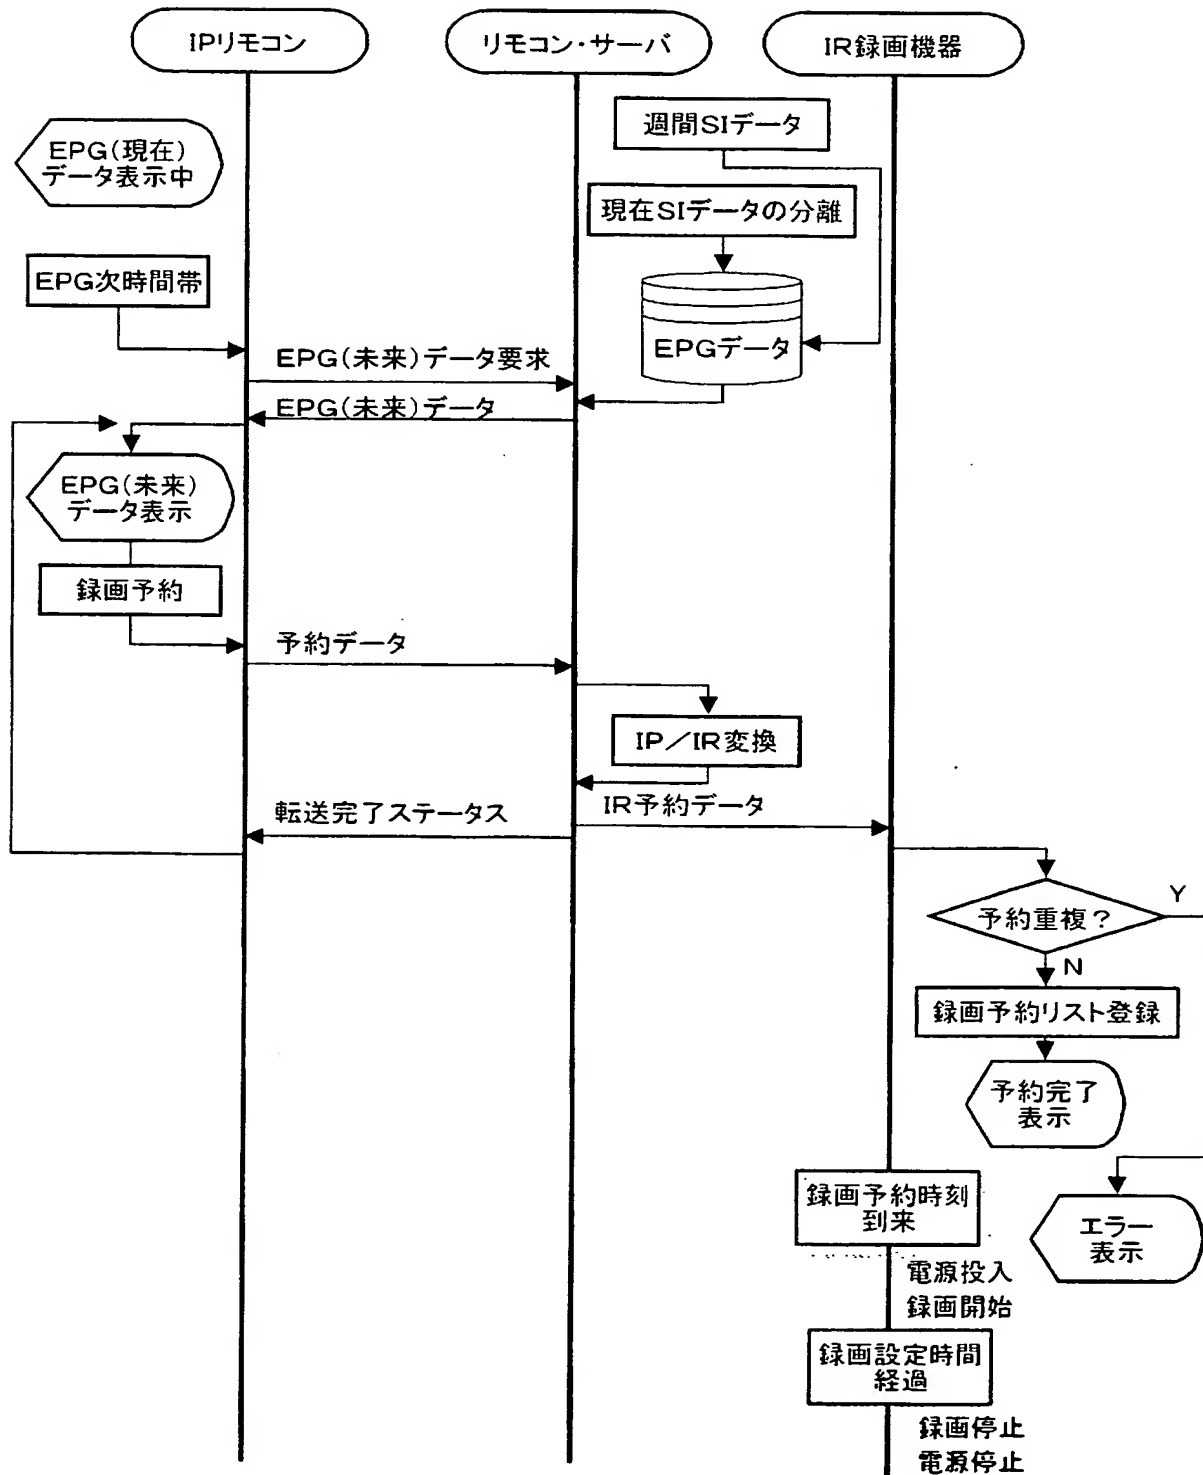 IPリモコン
リモコン・サーバ
IR録画機器
週間SIデータ
EPG(現在)
データ表示中
現在SIデータの分離
EPG次時間帯
EPGデータ
EPG(未来)データ要求
EPG(未来)データ
EPG(未来)
データ表示
録画予約
予約データ
IP/IR変換
IR予約データ
転送完了ステータス
予約重複?
Y
N
録画予約リスト登録
予約完了
表示
録画予約時刻
到来
エラー
表示
電源投入
録画開始
録画設定時間
経過
録画停止
電源停止